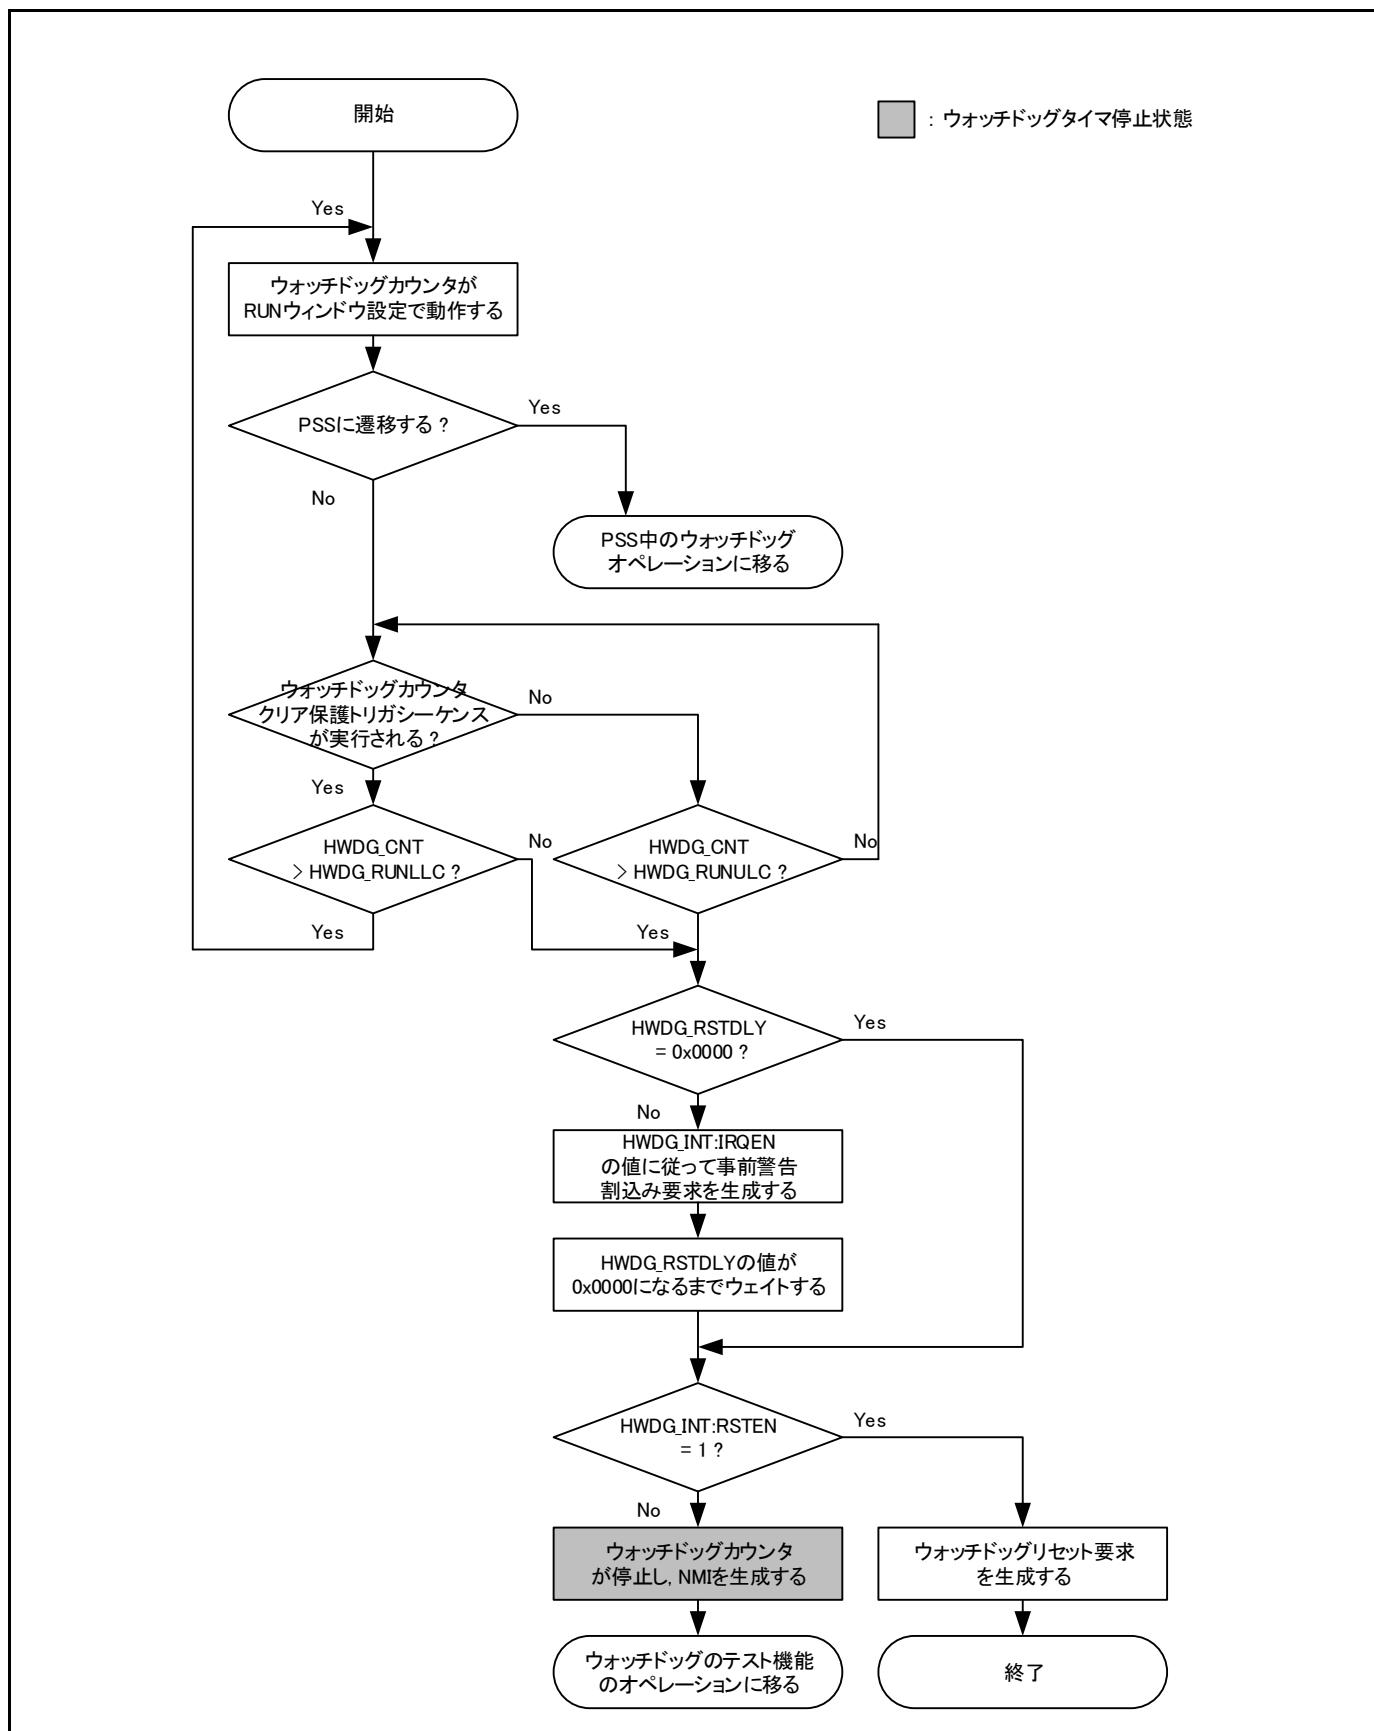 開始
: ウォッチドッグタイマ停止状態
Yes
ウォッチドッグカウンタが
RUNウィンドウ設定で動作する
PSSに遷移する ?
Yes
No
PSS中のウォッチドッグ
オペレーションに移る
ウォッチドッグカウンタ
クリア保護トリガシーケンス
が実行される ?
No
Yes
HWDG_CNT
> HWDG_RUNLLC ?
No
HWDG_CNT
> HWDG_RUNULC ?
No
Yes
Yes
HWDG_RSTDLY
= 0x0000 ?
Yes
No
HWDG_INT:IRQEN
の値に従って事前警告
割込み要求を生成する
HWDG_RSTDLYの値が
0x0000になるまでウェイトする
HWDG_INT:RSTEN
= 1 ?
Yes
No
ウォッチドッグカウンタ
が停止し, NMIを生成する
ウォッチドッグリセット要求
を生成する
ウォッチドッグのテスト機能
のオペレーションに移る
終了